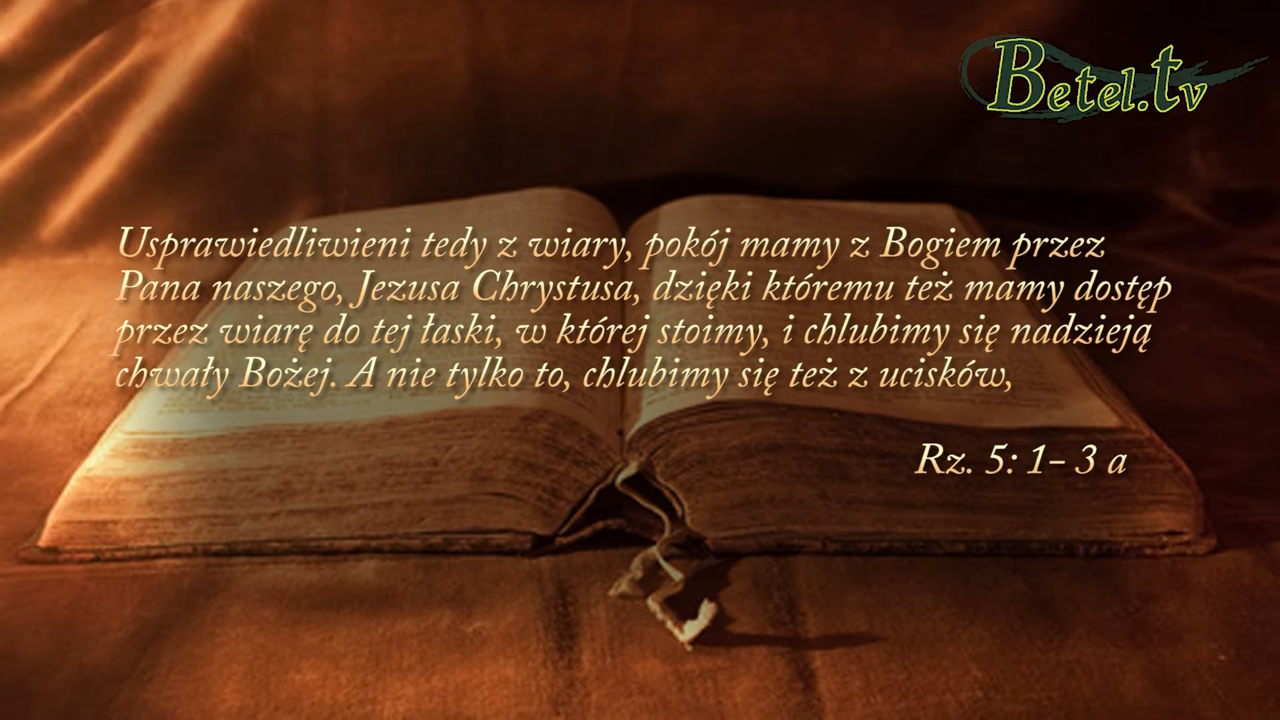 Betel.tv
Usprawiedliwieni tedy z wiary, pokój mamy z Bogiem przez
Pana naszego, Jezusa Chrystusa, dzięki któremu też mamy dostęp
przez wiarę do tej łaski, w której stoimy, i chlubimy się nadzieją
chwały Bożej. A nie tylko to, chlubimy się też z ucisków,
Rz. 5: 1- 3 a